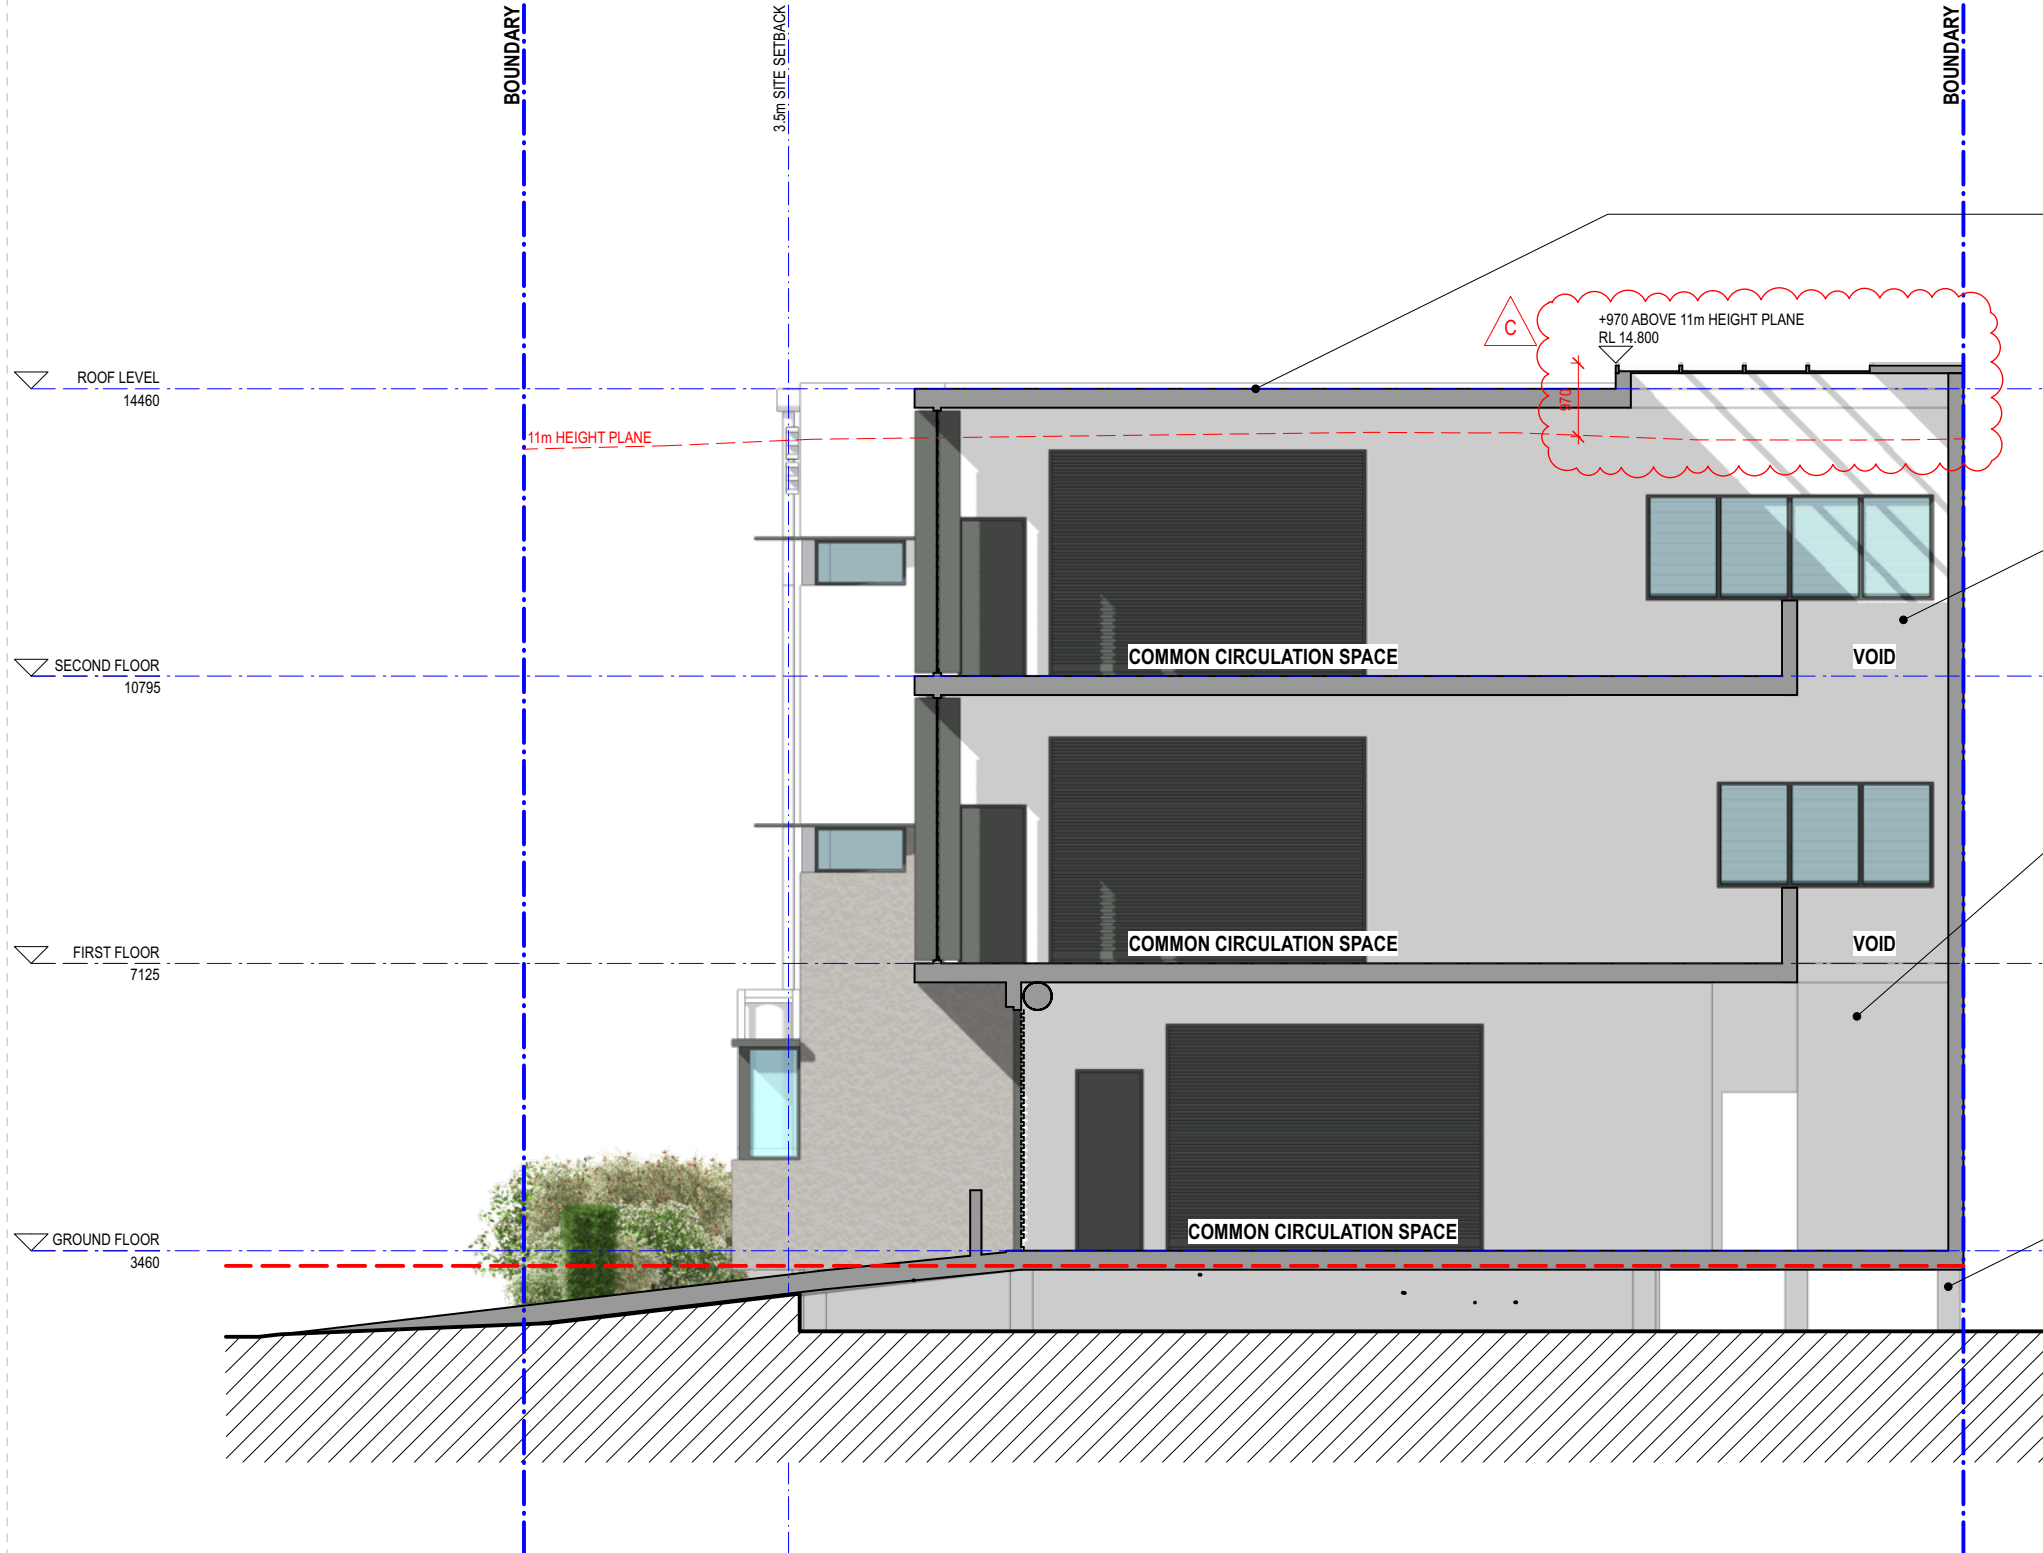 BOUNDARY
3.5m SITE SETBACK
BOUNDARY
C
+970 ABOVE 11m HEIGHT PLANE
RL 14.800
970
ROOF LEVEL
14460
11m HEIGHT PLANE
COMMON CIRCULATION SPACE
VOID
SECOND FLOOR
10795
COMMON CIRCULATION SPACE
VOID
FIRST FLOOR
7125
COMMON CIRCULATION SPACE
GROUND FLOOR
3460